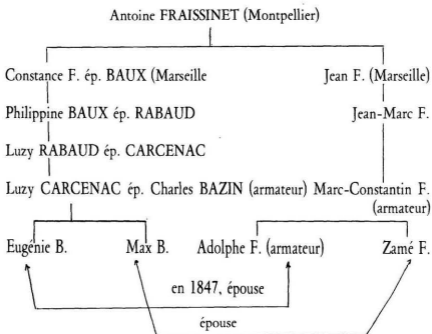 Antoine FRAISSINET (Montpellier)
Constance F. ép. BAUX (Marseille Jean F. (Marseille)
Philippine BAUX ép. RABAUD Jean-Marc F.
Luzy RABAUD ép. CARCENAC
Luzy CARCENAC ép. Charles BAZIN (armateur) Marc-Constantin F.
(armateur)
Eugénie B. Max B. Adolphe F. (armateur) Zamé F.
en 1847, épouse
épouse